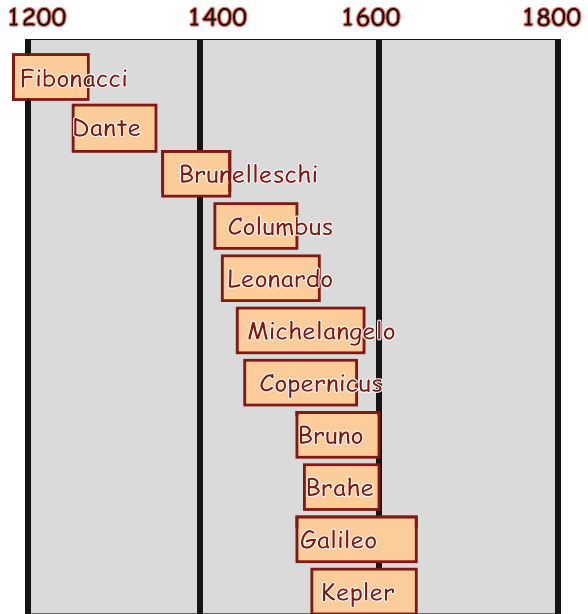 1200 1400 1600 1800
Fibonacci
Dante
Brunelleschi
Columbus
Leonardo
Michelangelo
Copernicus
Bruno
Brahe
Galileo
Kepler